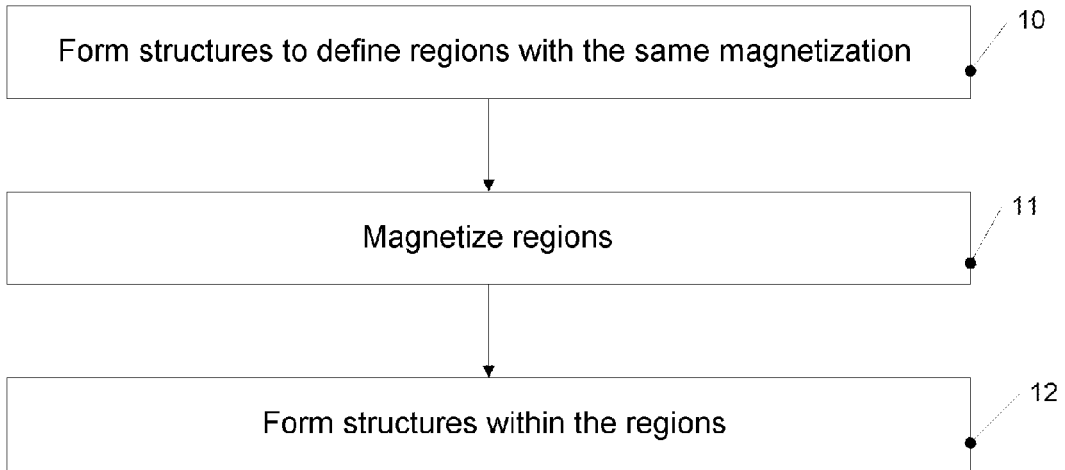 10
Form structures to define regions with the same magnetization
11
Magnetize regions
12
Form structures within the regions